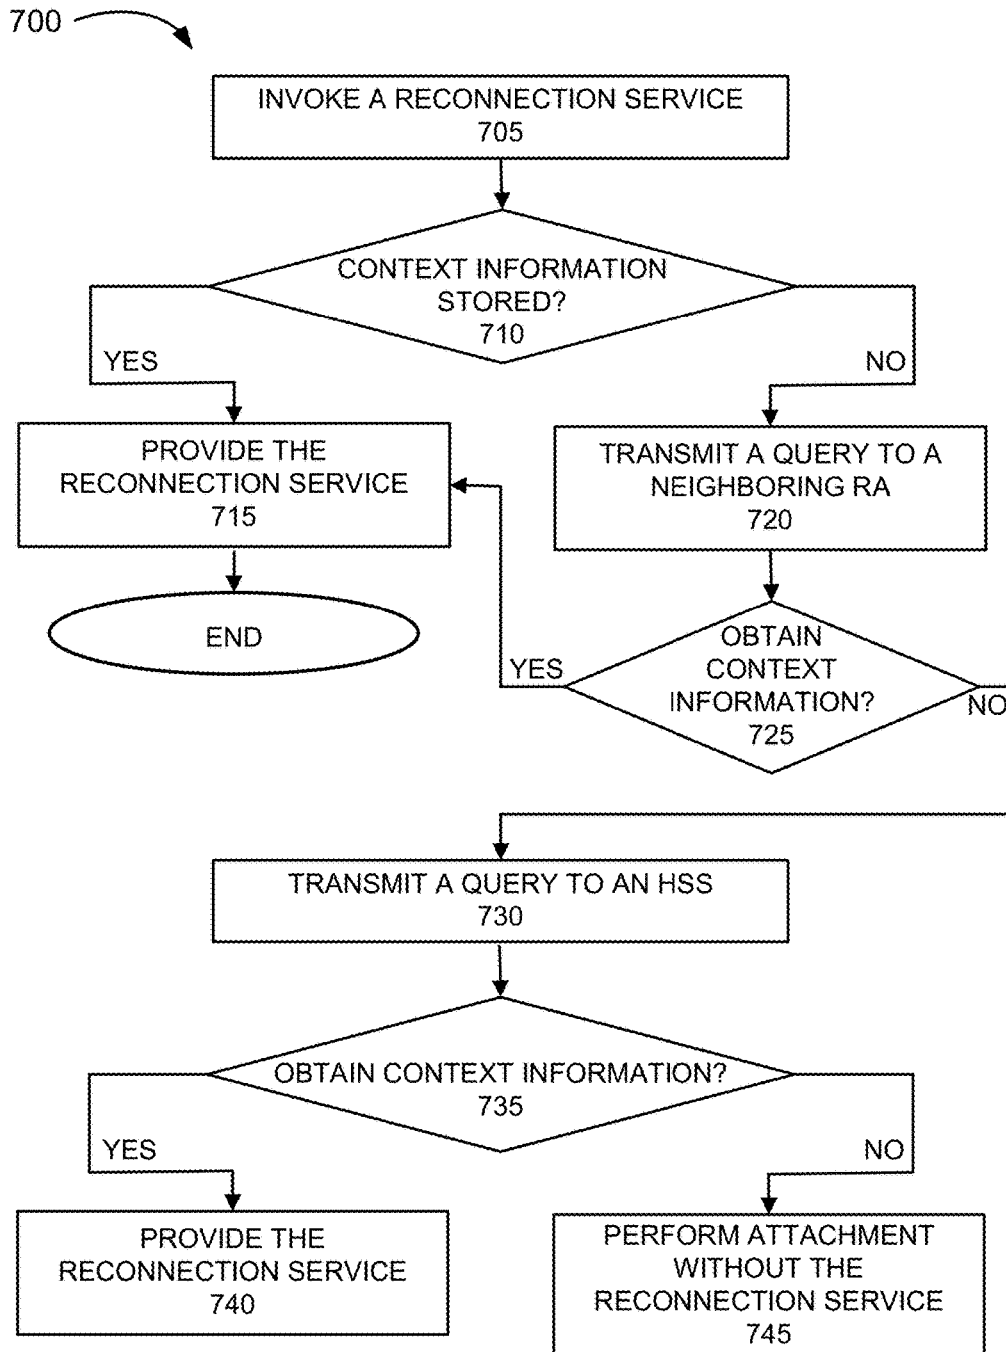 700
INVOKE A RECONNECTION SERVICE
705
CONTEXT INFORMATION
STORED?
710
YES
NO
PROVIDE THE
RECONNECTION SERVICE
715
TRANSMIT A QUERY TO A
NEIGHBORING RA
720
END
OBTAIN
CONTEXT
INFORMATION?
725
YES
NO
TRANSMIT A QUERY TO AN HSS
730
OBTAIN CONTEXT INFORMATION?
735
YES
NO
PROVIDE THE
RECONNECTION SERVICE
740
PERFORM ATTACHMENT
WITHOUT THE
RECONNECTION SERVICE
745